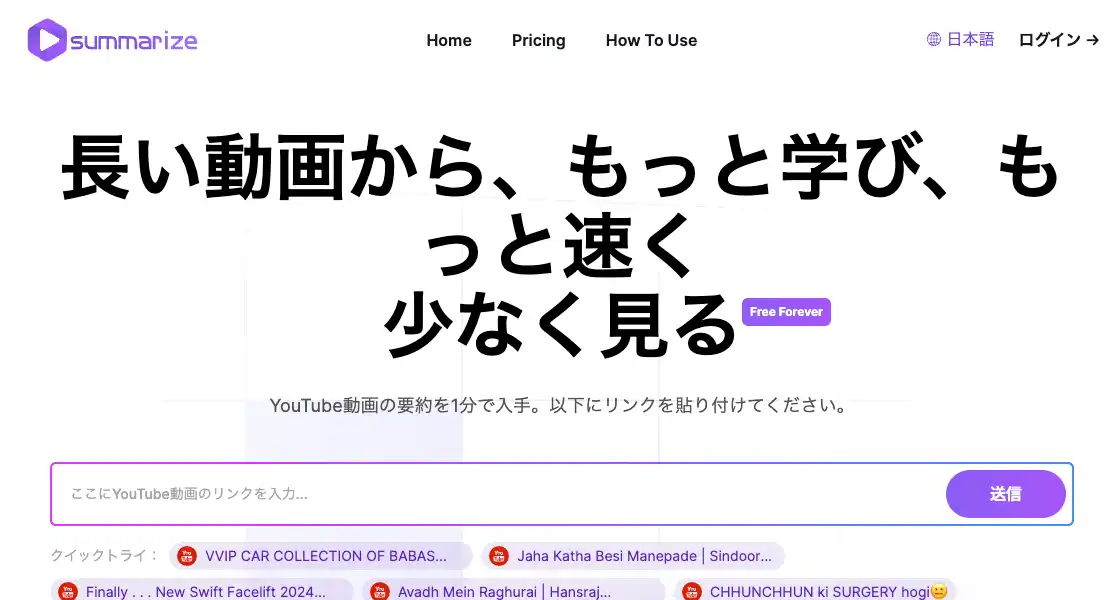 summarize
Home Pricing How To Use 日本語 ログイン →
長い動画から、もっと学び、も
っと速く
少なく見る Free Forever
YouTube動画の要約を1分で入手。以下にリンクを貼り付けてください。
ここにYouTube動画のリンクを入力... 送信
クイックトライ： VVIP CAR COLLECTION OF BABAS... Jaha Katha Besi Manepade | Sindoor...
Finally . . . New Swift Facelift 2024... Avadh Mein Raghurai | Hansraj... CHHUNCHHUN ki SURGERY hogi😑